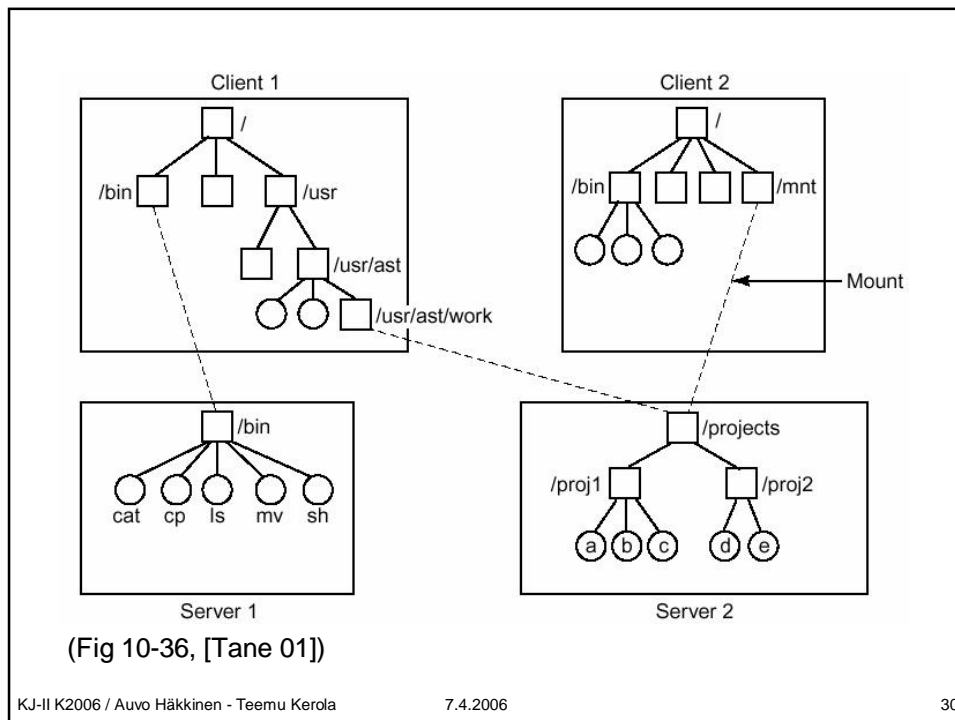 Client 1
/
/bin
/usr
/usr/ast
/usr/ast/work
Client 2
/
/bin
/mnt
Mount
/bin
cat cp ls mv sh
Server 1
/projects
/proj1
/proj2
a b c d e
Server 2
(Fig 10-36, [Tane 01])
KJ-II K2006 / Auvo Häkkinen - Teemu Kerola 7.4.2006 30